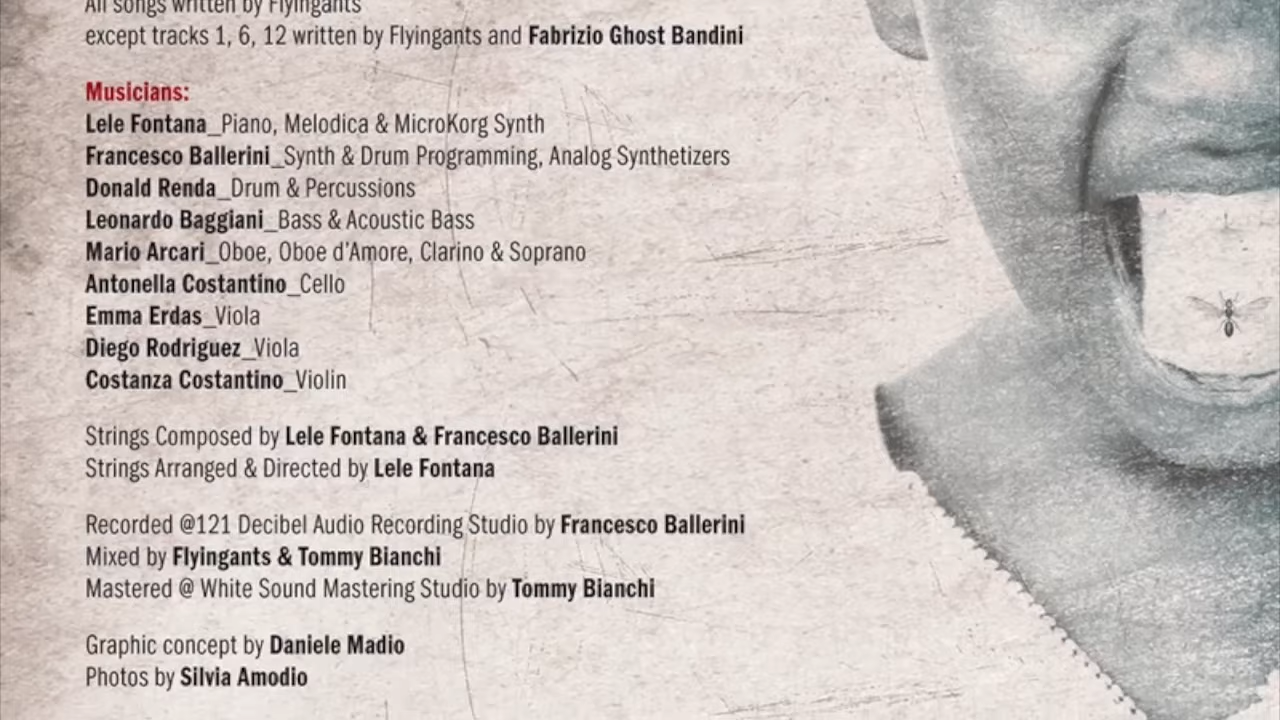 All songs written by Flyingants
except tracks 1, 6, 12 written by Flyingants and Fabrizio Ghost Bandini
Musicians:
Lele Fontana_Piano, Melodica & MicroKorg Synth
Francesco Ballerini_Synth & Drum Programming, Analog Synthetizers
Donald Renda_Drum & Percussions
Leonardo Baggiani_Bass & Acoustic Bass
Mario Arcari_Oboe, Oboe d'Amore, Clarino & Soprano
Antonella Costantino_Cello
Emma Erdas_Viola
Diego Rodriguez_Viola
Costanza Costantino_Violin
Strings Composed by Lele Fontana & Francesco Ballerini
Strings Arranged & Directed by Lele Fontana
Recorded @121 Decibel Audio Recording Studio by Francesco Ballerini
Mixed by Flyingants & Tommy Bianchi
Mastered @ White Sound Mastering Studio by Tommy Bianchi
Graphic concept by Daniele Madio
Photos by Silvia Amodio